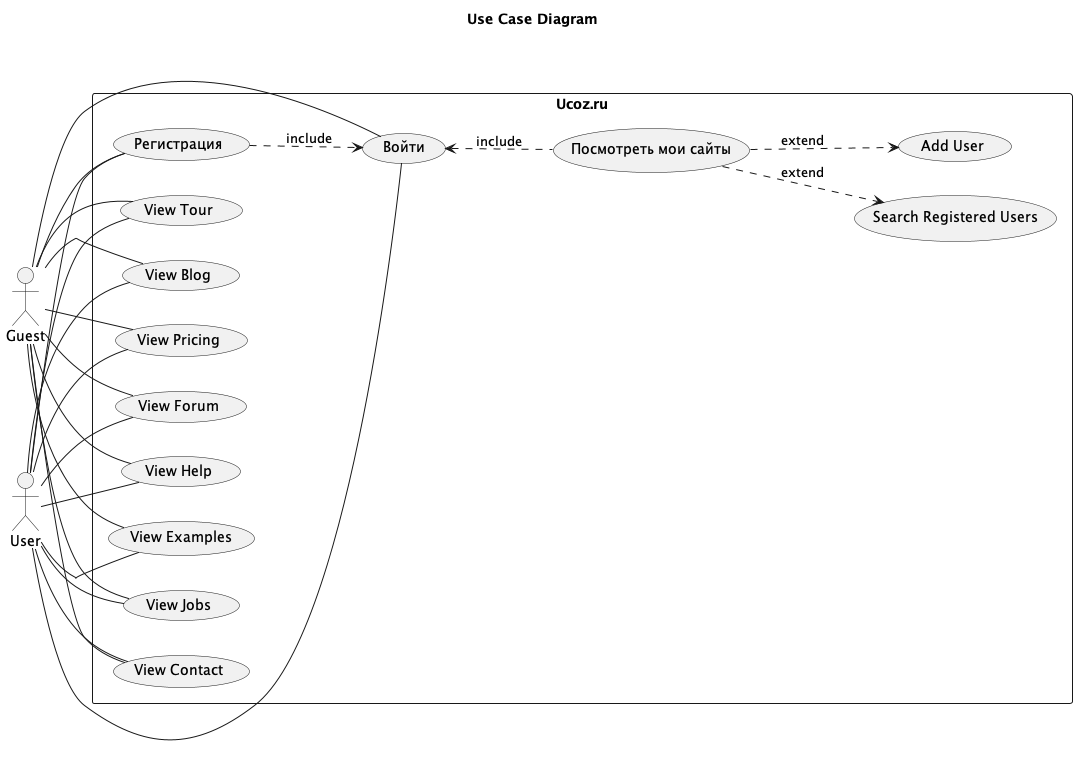 Use Case Diagram
Ucoz.ru
Регистрация
include
Войти
include
Посмотреть мои сайты
extend
Add User
extend
Search Registered Users
View Tour
View Blog
Guest
View Pricing
View Forum
View Help
User
View Examples
View Jobs
View Contact